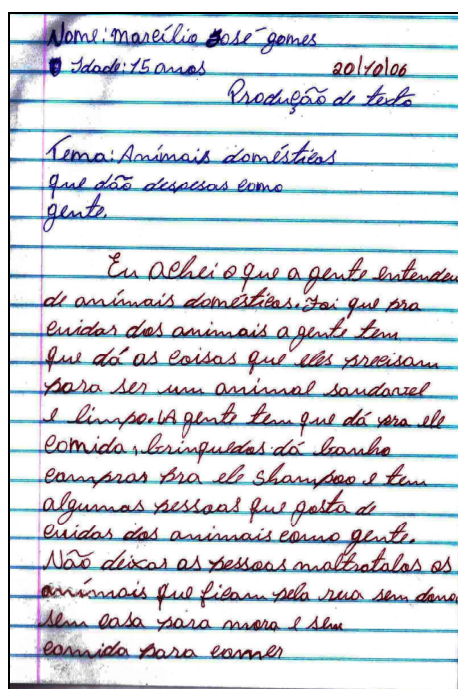 Nome: Marcílio José gomes
Idade: 15 anos 20/10/06
Produção de texto
Tema: Animais domésticos
que dão despesas como
gente.
Eu achei o que a gente entendeu
de animais domésticos. Foi que pra
cuidar dos animais a gente tem
que dá as coisas que eles precisam
para ser um animal saudavel
e limpo. A gente tem que dá pra ele
comida, brinquedos dá banho
compras pra ele shampoo e tem
algumas pessoas que gosta de
cuidar dos animais como gente.
Não deixar as pessoas maltratalos os
animais que ficam pela rua sem dono
sem casa para mora e sem
comida para comer